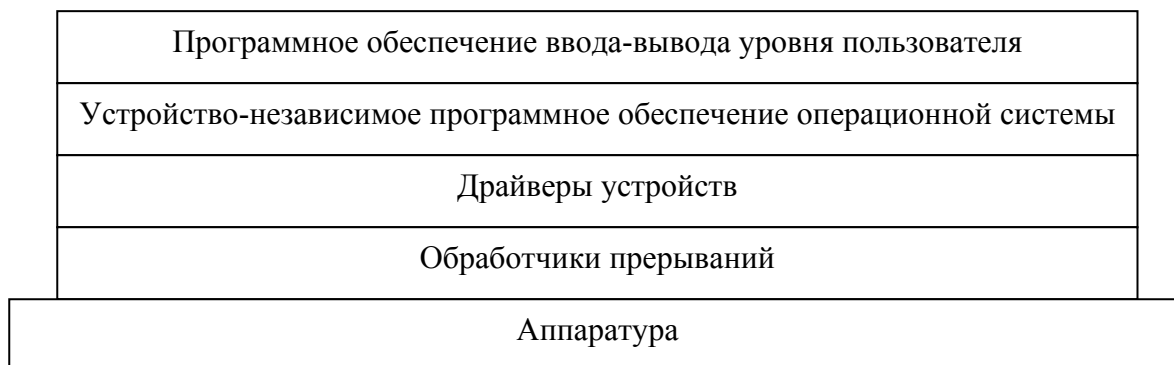 Программное обеспечение ввода-вывода уровня пользователя
Устройство-независимое программное обеспечение операционной системы
Драйверы устройств
Обработчики прерываний
Аппаратура